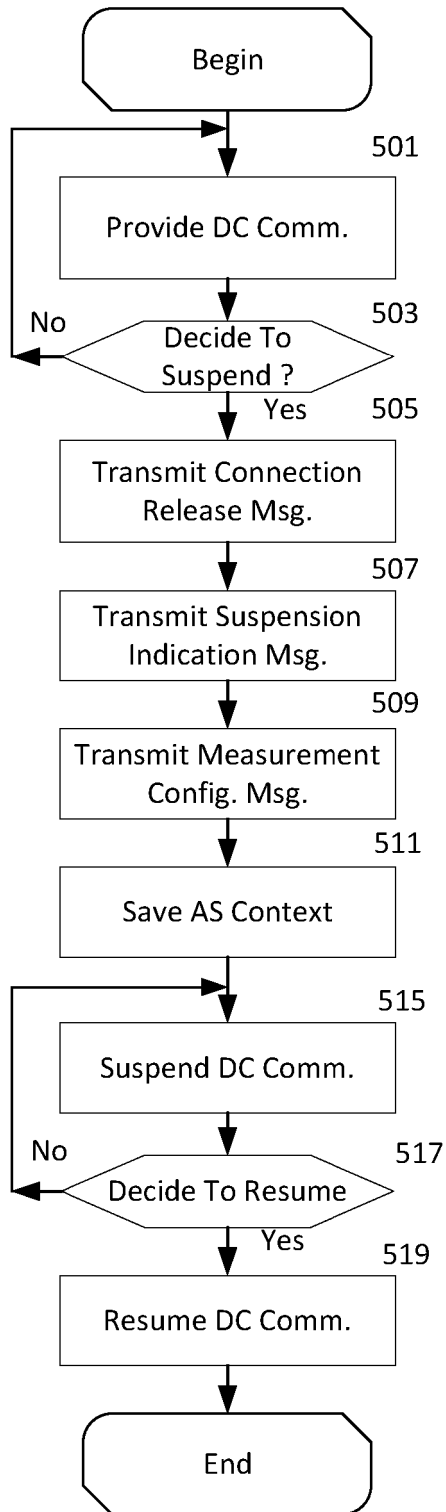 Begin
501
Provide DC Comm.
503
No
Decide To
Suspend ?
Yes
505
Transmit Connection
Release Msg.
507
Transmit Suspension
Indication Msg.
509
Transmit Measurement
Config. Msg.
511
Save AS Context
515
Suspend DC Comm.
No
517
Decide To Resume
Yes
519
Resume DC Comm.
End